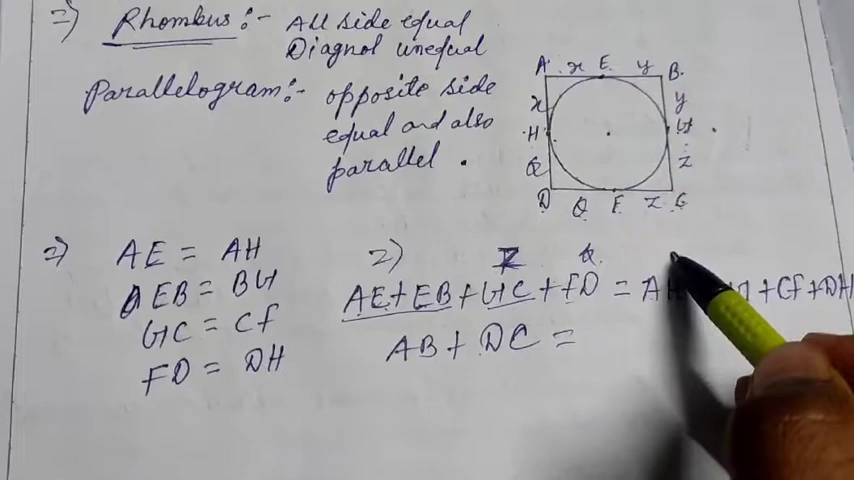 =) Rhombus :- All side equal
Diagnol unequal
Parallelogram :- opposite side
equal and also
parallel .
A x E y B
x y
H G
Q z
D Q F z C
=) AE = AH
EB = BG
GC = CF
FD = DH
=) z Q
AE + EB + GC + FD = AH + CF + DH
AB + DC =